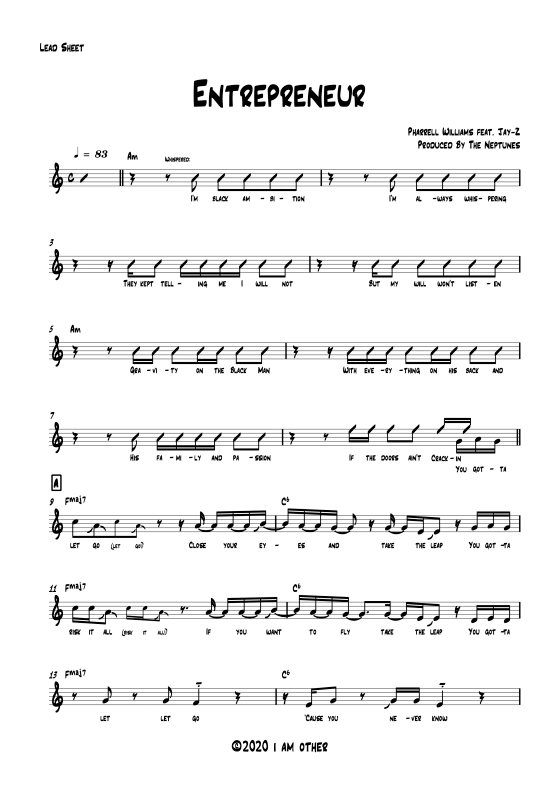 Lead Sheet
Entrepreneur
Pharrell Williams feat. Jay-Z
Produced By The Neptunes
♩ = 83 Am Whispered:
I'm black am-bi-tion I'm al-ways whis-pering
3
They kept tell-ing me I will not But my will won't list-en
5 Am
Gra-vi-ty on the Black Man With eve-ry-thing on his back and
7
His fa-mi-ly and pa-ssion If the doors ain't Crack-in
You got-ta
A
9 Fmaj7 C6
let go (let go) Close your ey-es and take the leap You got-ta
11 Fmaj7 C6
risk it all (risk it all) If you want to fly take the leap You got-ta
13 Fmaj7 C6
let let go 'Cause you ne-ver know
©2020 i am other